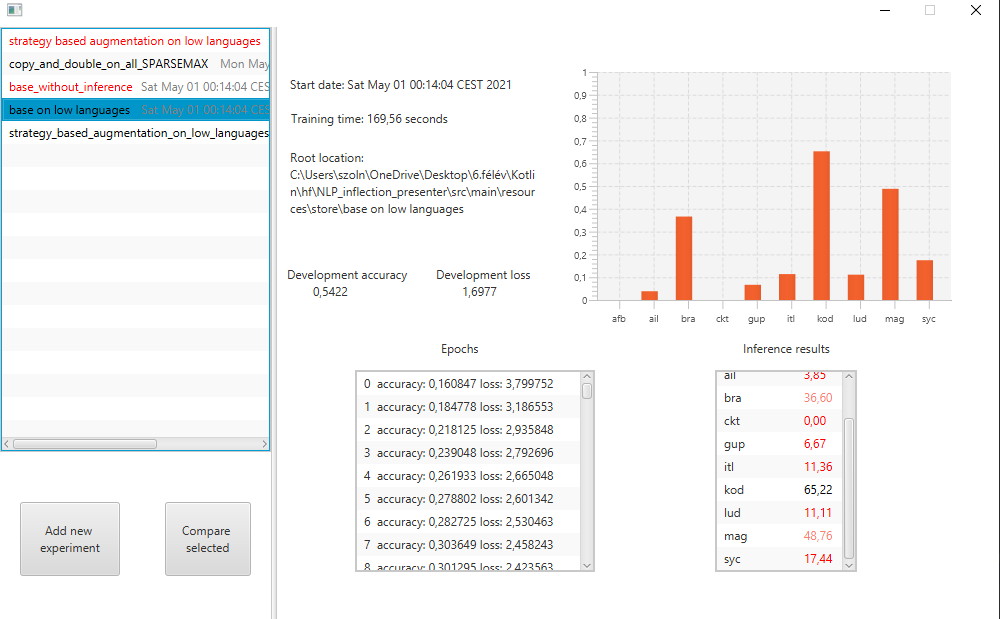 strategy based augmentation on low languages
copy_and_double_on_all_SPARSEMAX Mon May
base_without_inference Sat May 01 00:14:04 CES
base on low languages Sat May 01 00:14:04 CES
strategy_based_augmentation_on_low_languages
Add new
experiment
Compare
selected
Start date: Sat May 01 00:14:04 CEST 2021
Training time: 169,56 seconds
Root location:
C:\Users\szoln\OneDrive\Desktop\6.félév\Kotli
n\hf\NLP_inflection_presenter\src\main\resour
ces\store\base on low languages
Development accuracy Development loss
0,5422 1,6977
1
0,9
0,8
0,7
0,6
0,5
0,4
0,3
0,2
0,1
0
afb ail bra ckt gup itl kod lud mag syc
Epochs
0 accuracy: 0,160847 loss: 3,799752
1 accuracy: 0,184778 loss: 3,186553
2 accuracy: 0,218125 loss: 2,935848
3 accuracy: 0,239048 loss: 2,792696
4 accuracy: 0,261933 loss: 2,665048
5 accuracy: 0,278802 loss: 2,601342
6 accuracy: 0,282725 loss: 2,530463
7 accuracy: 0,303649 loss: 2,458243
8 accuracy: 0,301295 loss: 2,423563
Inference results
ail 3,85
bra 36,60
ckt 0,00
gup 6,67
itl 11,36
kod 65,22
lud 11,11
mag 48,76
syc 17,44